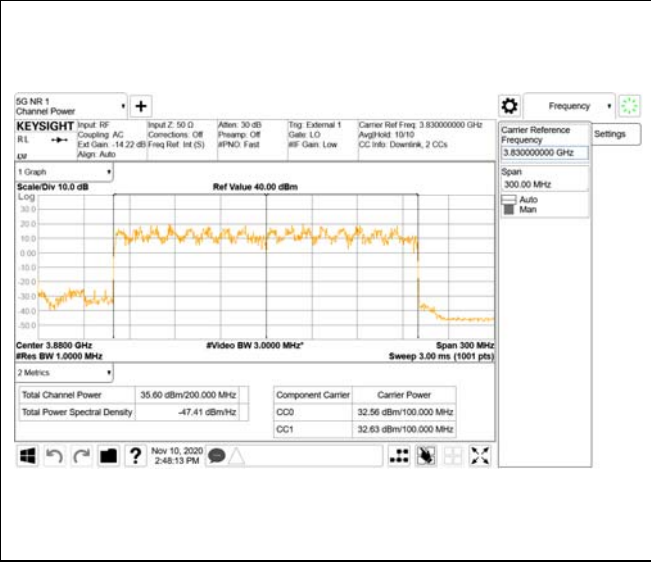 5G NR 1
Channel Power
Frequency
KEYSIGHT
Input: RF
Input Z: 50 Ω
Atten: 30 dB
Trig: External 1
Carrier Ref Freq: 3.830000000 GHz
RL
Coupling: AC
Corrections: Off
Preamp: Off
Gate: LO
Avg|Hold: 10/10
Ext Gain: -14.22 dB
Freq Ref: Int (S)
#PNO: Fast
#IF Gain: Low
CC Info: Downlink, 2 CCs
Align: Auto
Carrier Reference
Frequency
3.830000000 GHz
Settings
Span
300.00 MHz
Auto
Man
1 Graph
Scale/Div 10.0 dB
Ref Value 40.00 dBm
Log
30.0
20.0
10.0
0.00
-10.0
-20.0
-30.0
-40.0
-50.0
Center 3.8800 GHz
#Video BW 3.0000 MHz*
Span 300 MHz
#Res BW 1.0000 MHz
Sweep 3.00 ms (1001 pts)
2 Metrics
Total Channel Power
35.60 dBm/200.000 MHz
Total Power Spectral Density
-47.41 dBm/Hz
Component Carrier
Carrier Power
CC0
32.56 dBm/100.000 MHz
CC1
32.63 dBm/100.000 MHz
?
Nov 10, 2020
2:48:13 PM